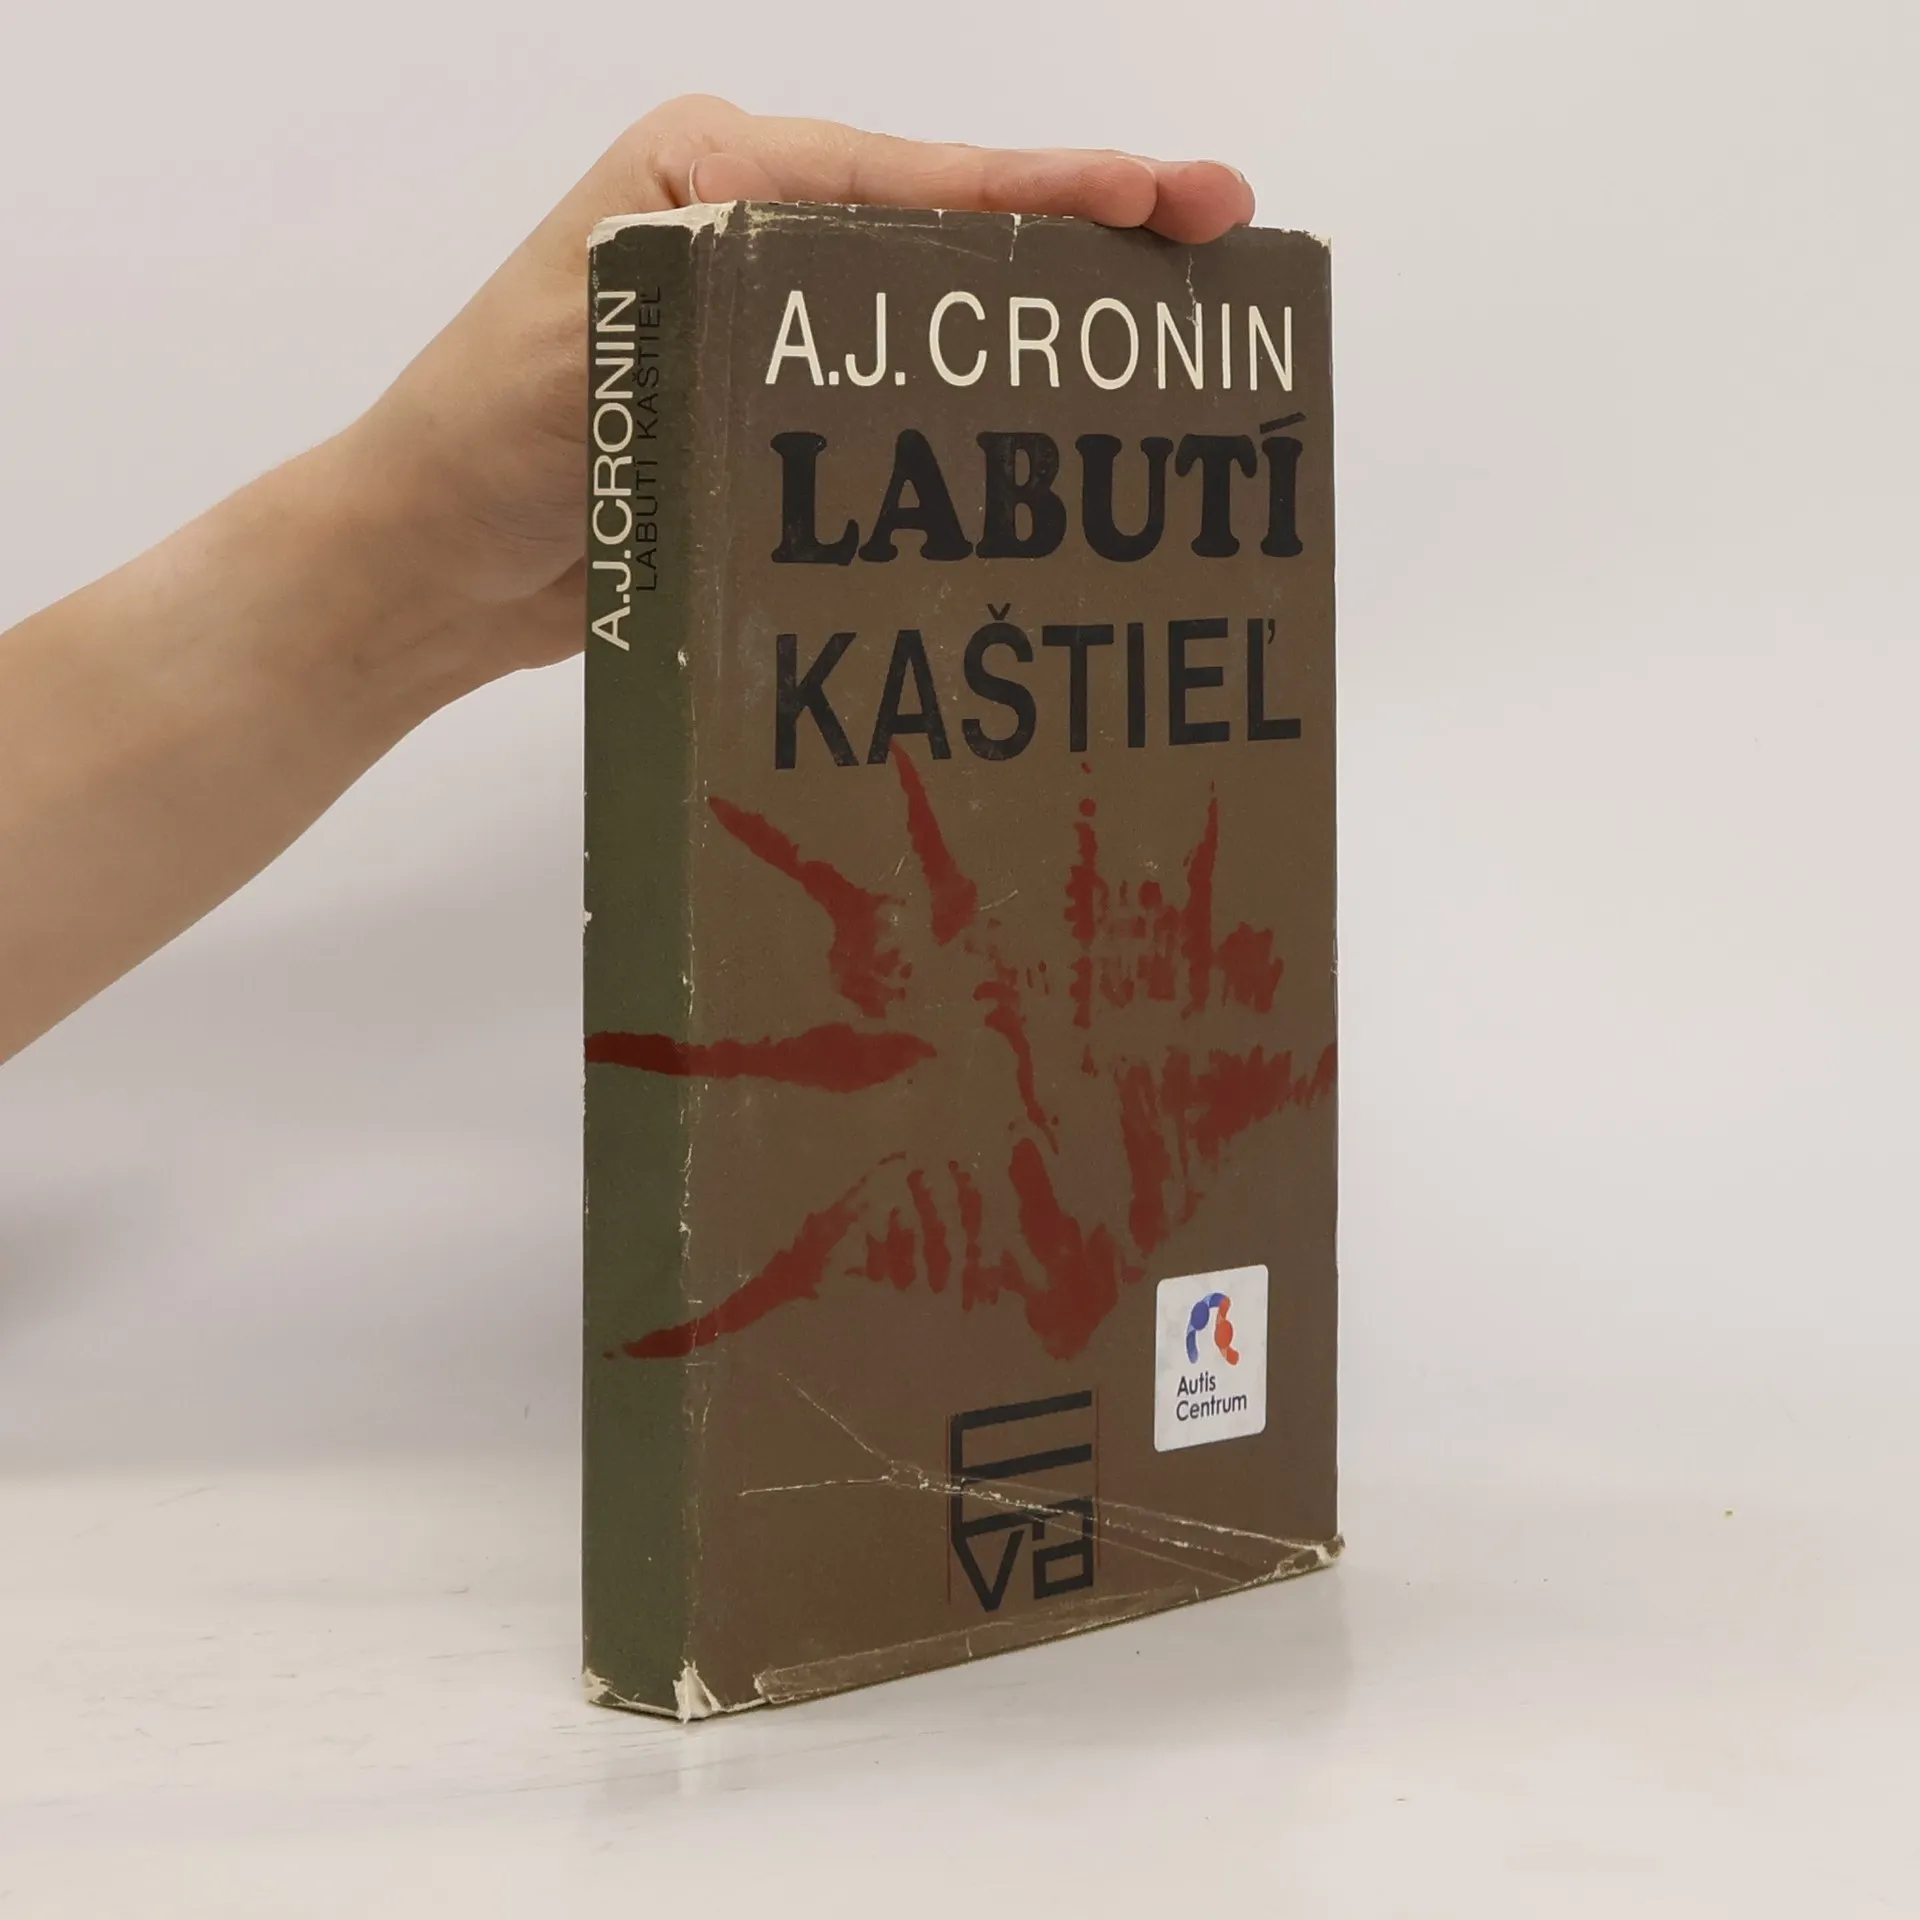 A.J. CRONIN
LABUTÍ
KAŠTIEĽ
A.J.CRONIN
LABUTÍ KAŠTIEĽ
Autis
Centrum